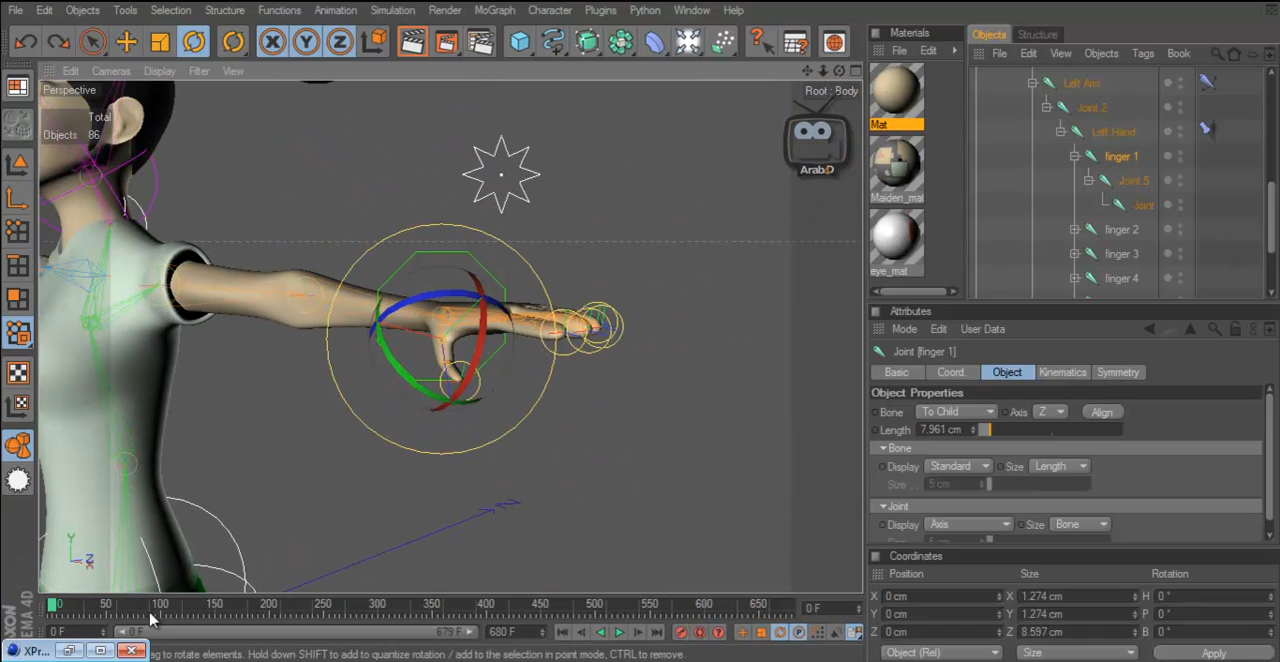 File Edit Objects Tools Selection Structure Functions Animation Simulation Render MoGraph Character Plugins Python Window Help
X Y Z
Edit Cameras Display Filter View
Perspective
Root : Body
Total
Objects 86
Arab4D
Y
Z
X
Z
0 50 100 150 200 250 300 350 400 450 500 550 600 650
0 F
0 F
0 F
679 F
680 F
XPr...
ag to rotate elements. Hold down SHIFT to add to quantize rotation / add to the selection in point mode, CTRL to remove.
Materials
File Edit
Mat
Maiden_mat
eye_mat
Objects Structure
File Edit View Objects Tags Book
Left Arm
Joint 2
Left Hand
finger 1
Joint 5
Joint
finger 2
finger 3
finger 4
Attributes
Mode Edit User Data
Joint [finger 1]
Basic Coord. Object Kinematics Symmetry
Object Properties
Bone To Child Axis Z Align
Length 7.961 cm
Bone
Display Standard Size Length
Size . . 5 cm
Joint
Display Axis Size Bone
Coordinates
Position Size Rotation
X 0 cm X 1.274 cm H 0 °
Y 0 cm Y 1.274 cm P 0 °
Z 0 cm Z 8.597 cm B 0 °
Object (Rel) Size Apply